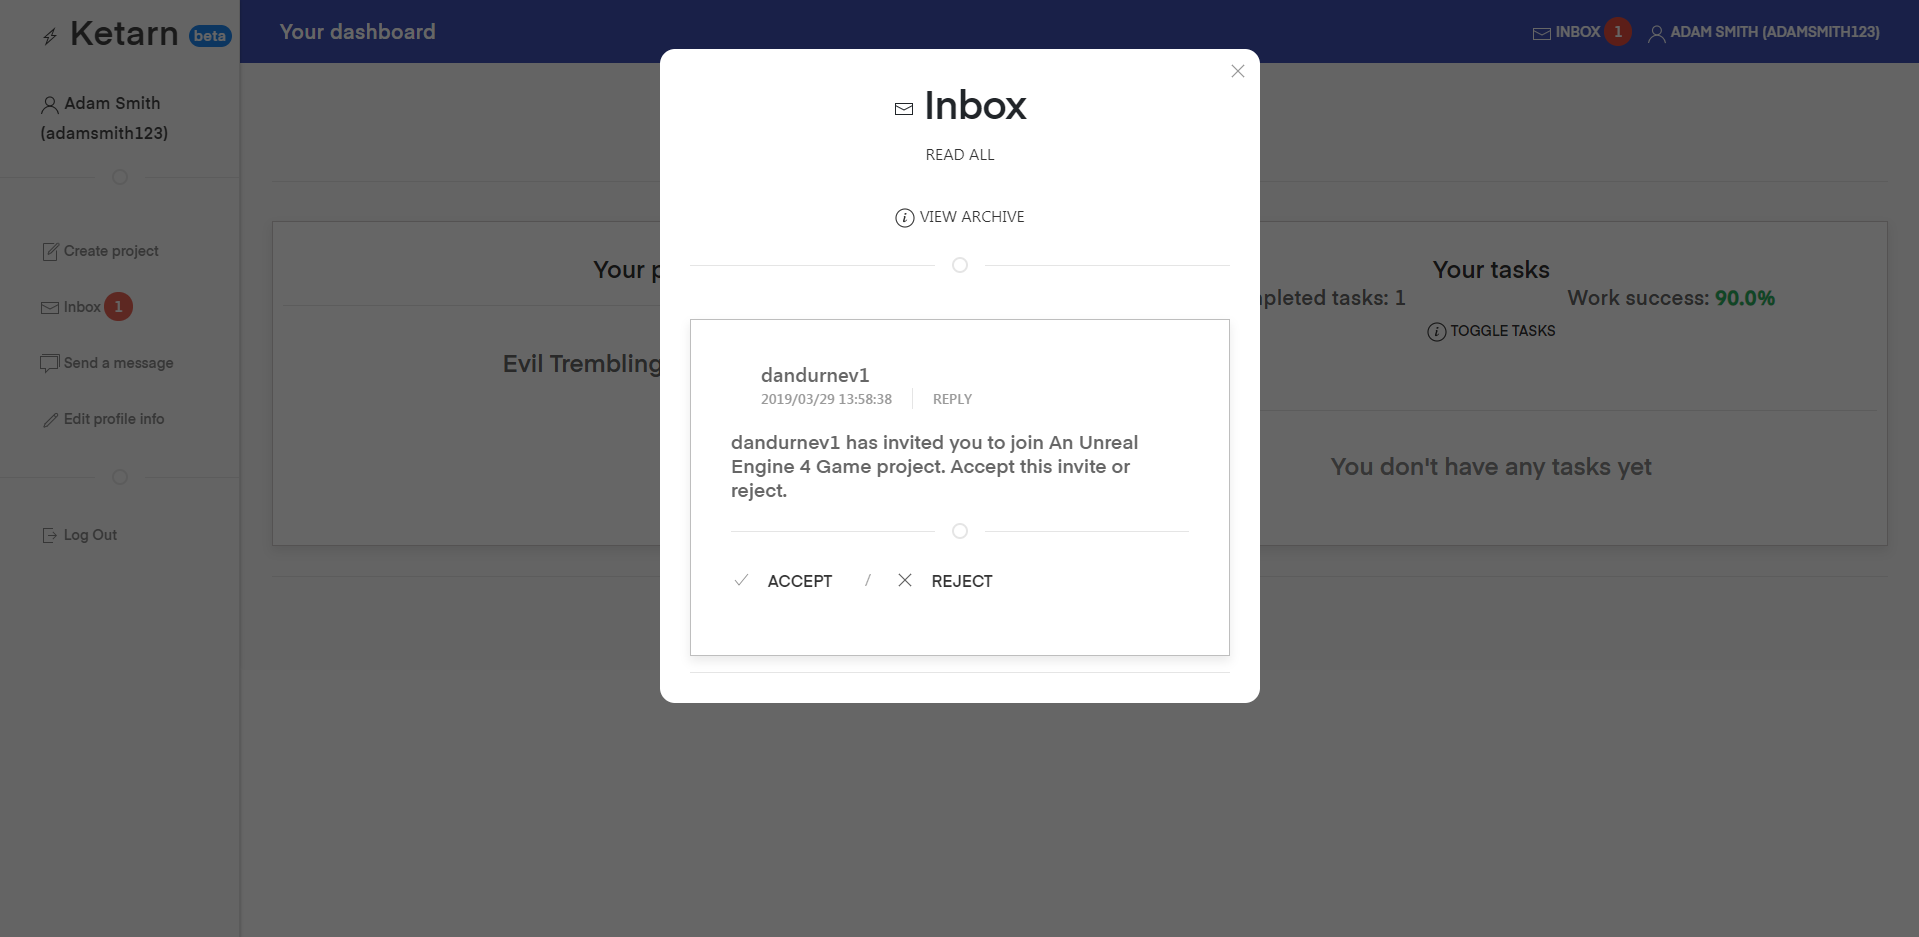 Ketarn beta
Your dashboard
INBOX 1
ADAM SMITH (ADAMSMITH123)
Adam Smith
(adamsmith123)
Create project
Inbox 1
Send a message
Edit profile info
Log Out
Your
Evil Trembling
Inbox
READ ALL
VIEW ARCHIVE
dandurnev1
2019/03/29 13:58:38
REPLY
dandurnev1 has invited you to join An Unreal
Engine 4 Game project. Accept this invite or
reject.
ACCEPT / REJECT
Your tasks
tasks: 1
Work success: 90.0%
TOGGLE TASKS
You don't have any tasks yet